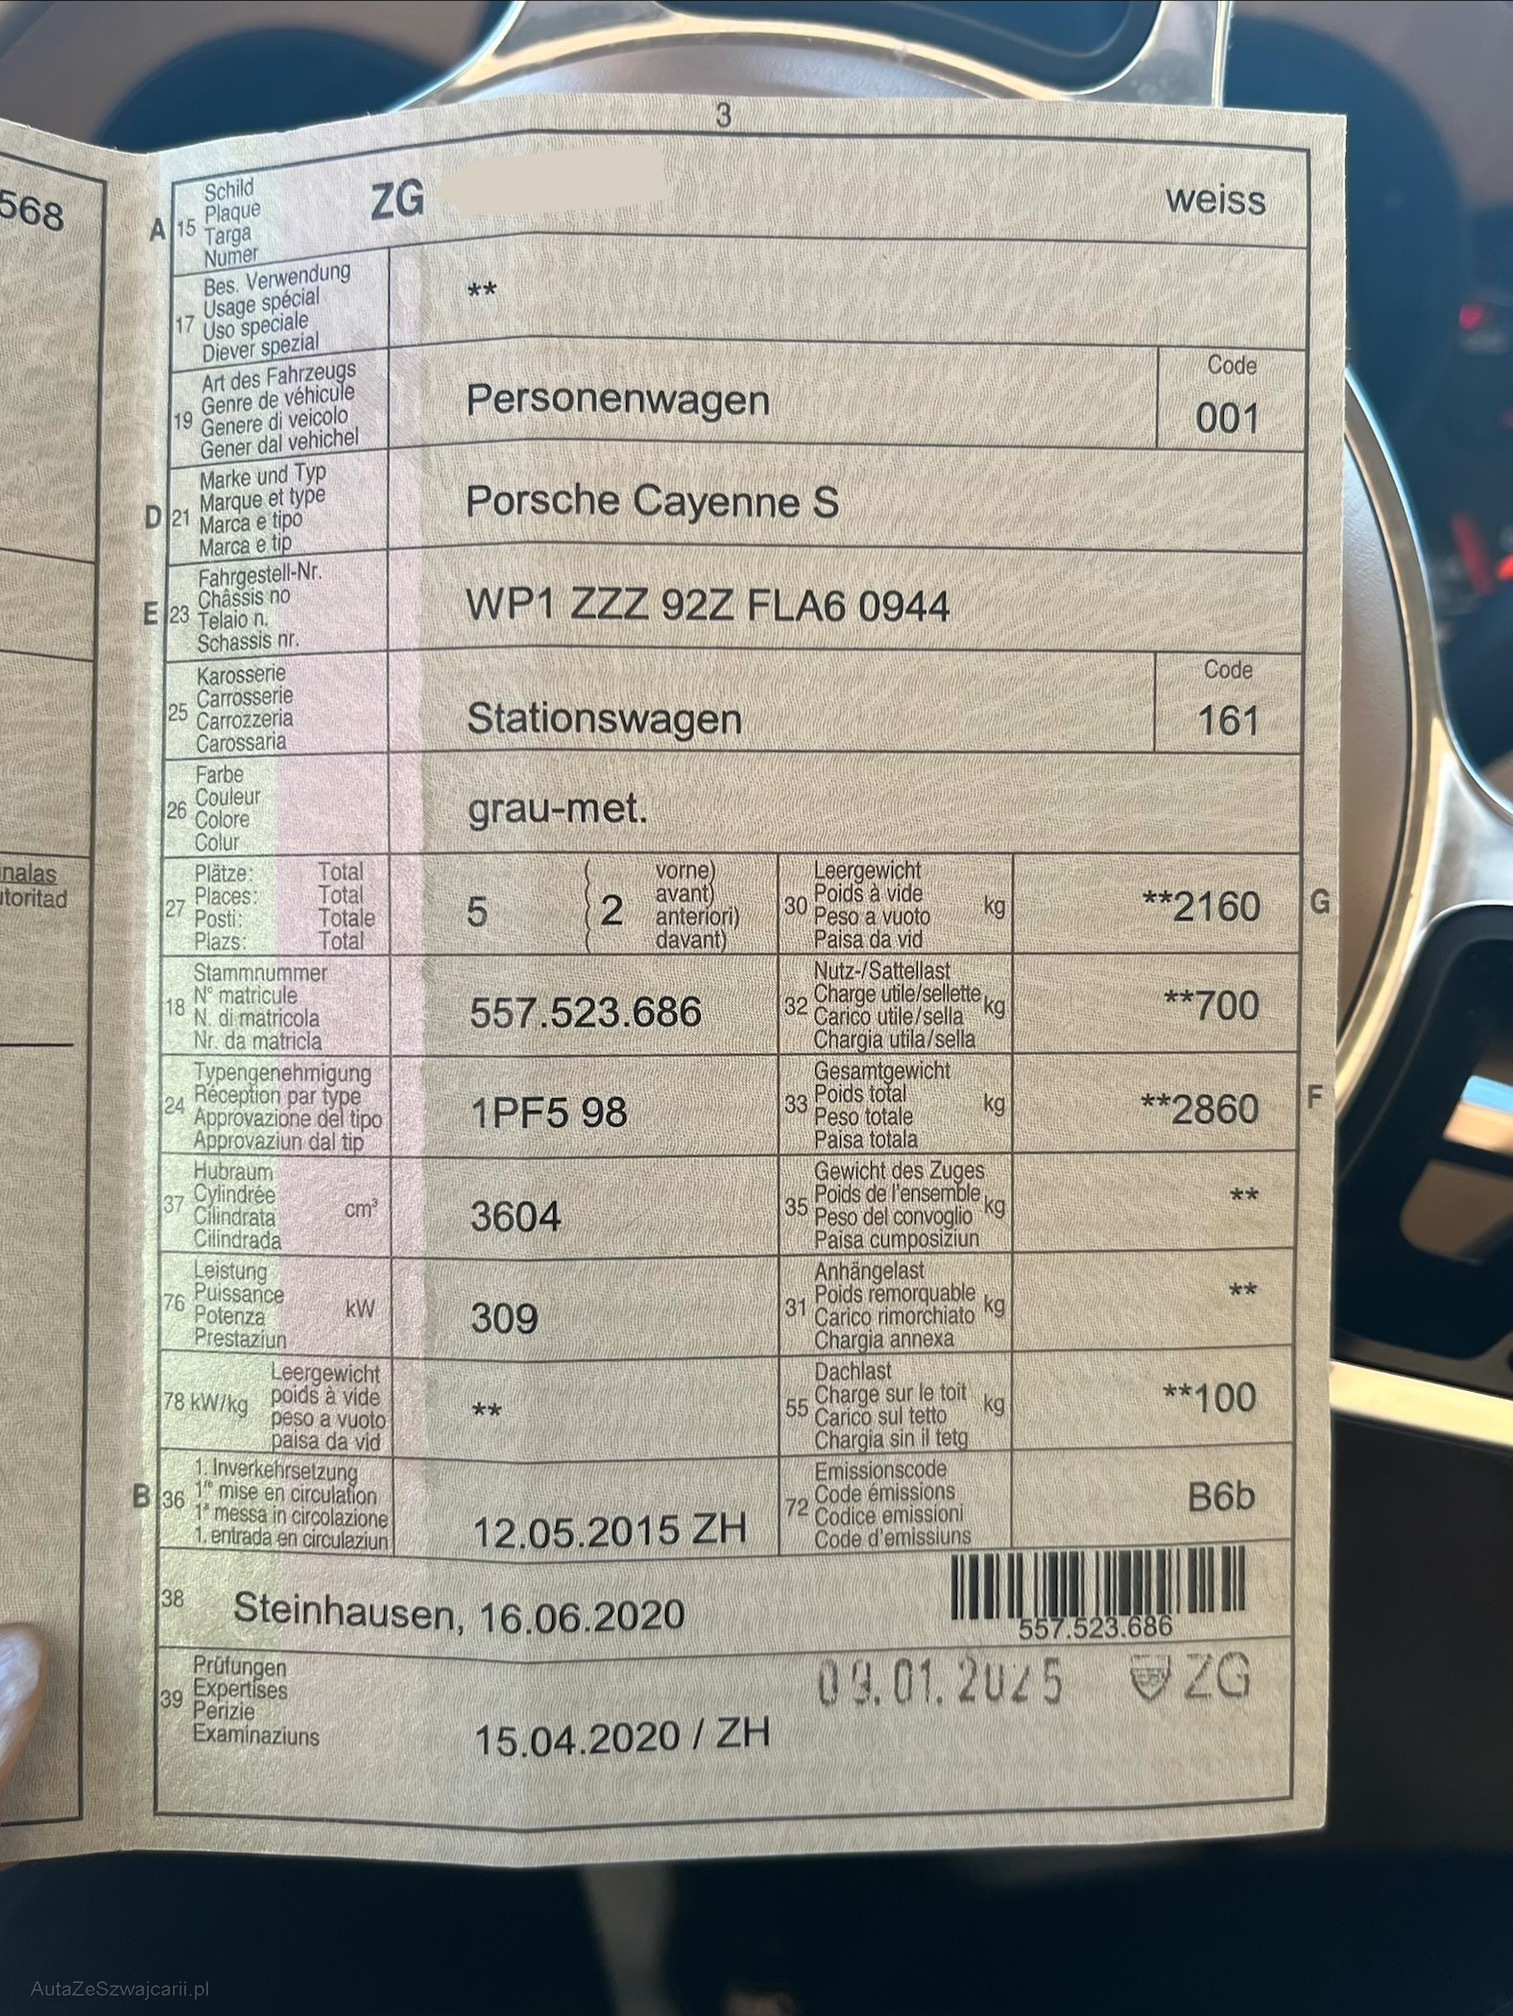 3
568
A 15 Schild
Plaque
Targa
Numer
ZG
weiss
17 Bes. Verwendung
Usage spécial
Uso speciale
Diever spezial
**
19 Art des Fahrzeugs
Genre de véhicule
Genere di veicolo
Gener dal vehichel
Personenwagen
Code
001
D 21 Marke und Typ
Marque et type
Marca e tipo
Marca e tip
Porsche Cayenne S
E 23 Fahrgestell-Nr.
Châssis no
Telaio n.
Schassis nr.
WP1 ZZZ 92Z FLA6 0944
25 Karosserie
Carrosserie
Carrozzeria
Carossaria
Stationswagen
Code
161
26 Farbe
Couleur
Colore
Colur
grau-met.
nalas
toritad
27 Plätze: Total
Places: Total
Posti: Totale
Plazs: Total
5
2
vorne)
avant)
anteriori)
davant)
30 Leergewicht
Poids à vide
Peso a vuoto
Paisa da vid
kg
**2160
G
18 Stammnummer
N° matricule
N. di matricola
Nr. da matricla
557.523.686
32 Nutz-/Sattellast
Charge utile/sellette
Carico utile/sella
Chargia utila/sella
kg
**700
24 Typengenehmigung
Réception par type
Approvazione del tipo
Approvaziun dal tip
1PF5 98
33 Gesamtgewicht
Poids total
Peso totale
Paisa totala
kg
**2860
F
37 Hubraum
Cylindrée
Cilindrata
Cilindrada
cm³
3604
35 Gewicht des Zuges
Poids de l'ensemble
Peso del convoglio
Paisa cumposiziun
kg
**
76 Leistung
Puissance
Potenza
Prestaziun
kW
309
31 Anhängelast
Poids remorquable
Carico rimorchiato
Chargia annexa
kg
**
78 kW/kg
Leergewicht
poids à vide
peso a vuoto
paisa da vid
**
55 Dachlast
Charge sur le toit
Carico sul tetto
Chargia sin il tetg
kg
**100
B 36 1. Inverkehrsetzung
1re mise en circulation
1a messa in circolazione
1. entrada en circulaziun
12.05.2015 ZH
72 Emissionscode
Code émissions
Codice emissioni
Code d'emissiuns
B6b
38 Steinhausen, 16.06.2020
557.523.686
39 Prüfungen
Expertises
Perizie
Examinaziuns
15.04.2020 / ZH
09.01.2025 ZG
AutaZeSzwajcarii.pl